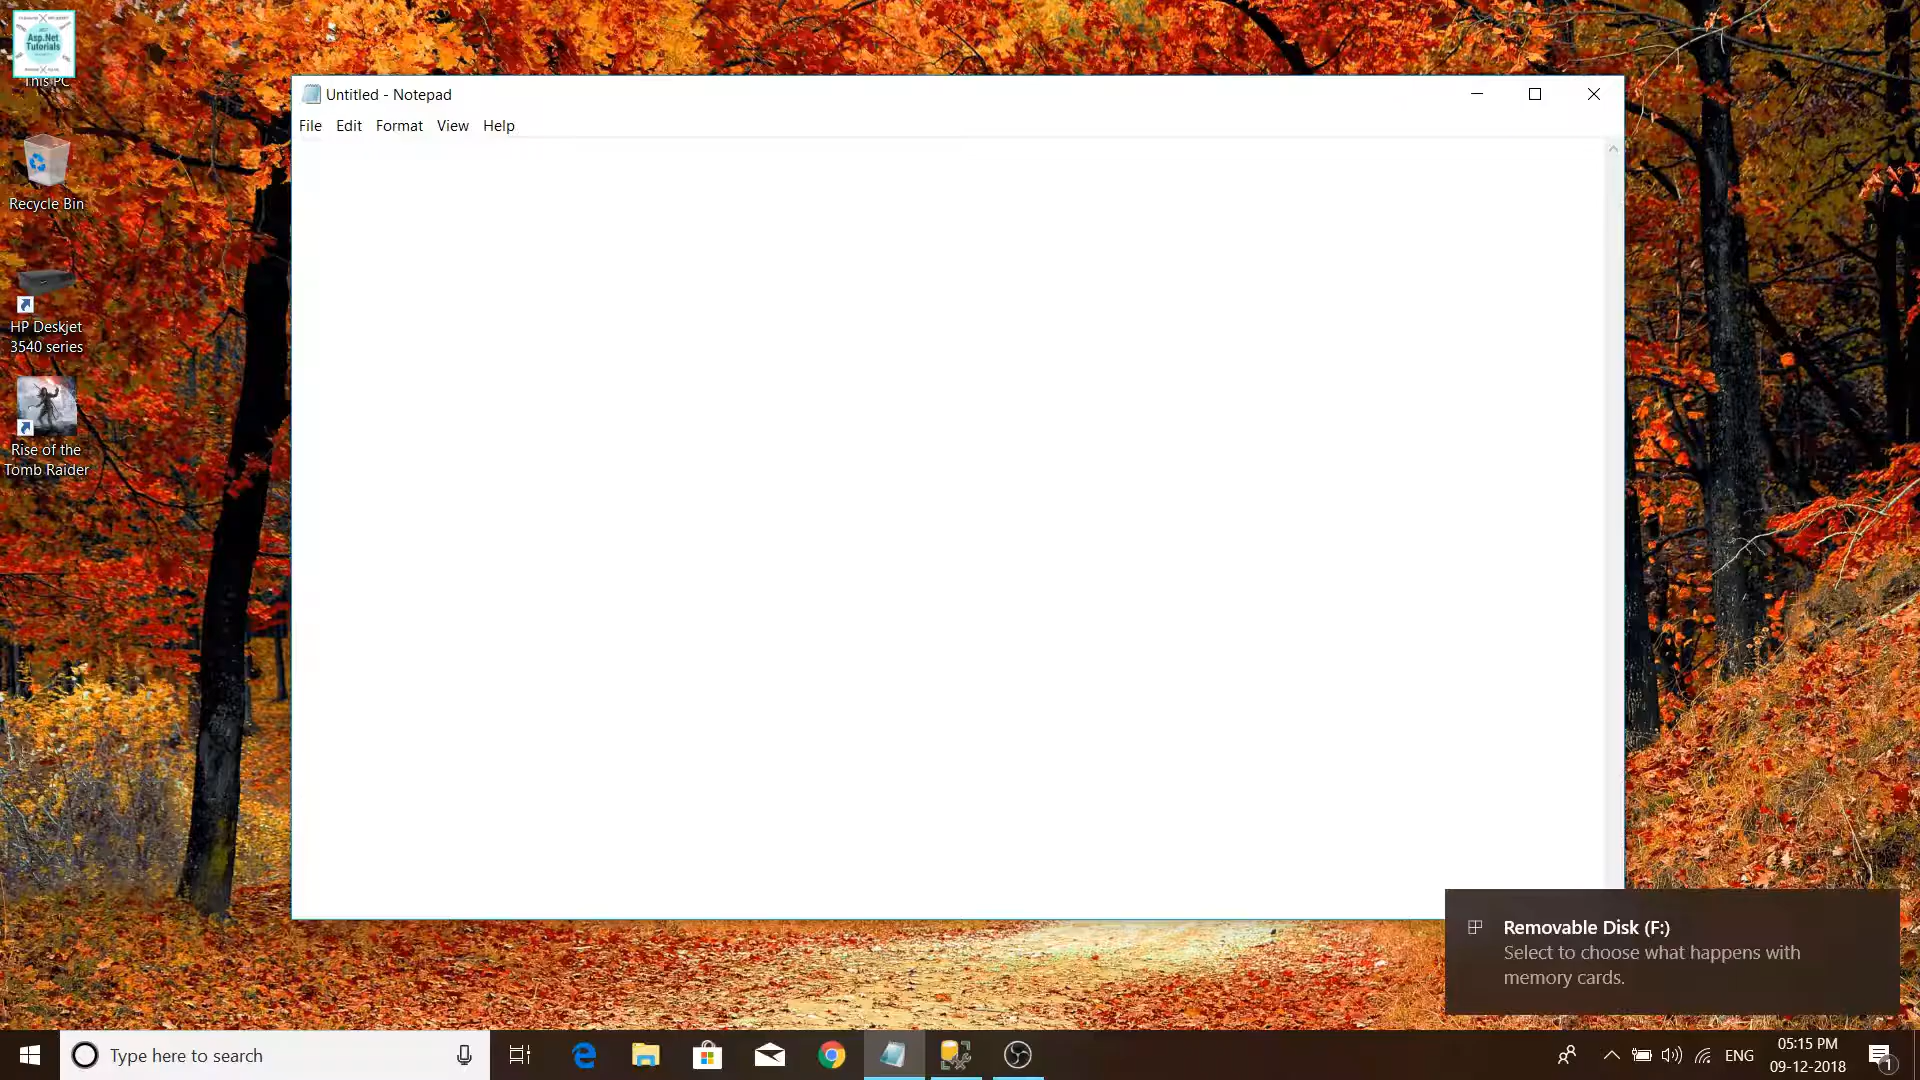 Asp.Net
Tutorials
This PC
Recycle Bin
HP Deskjet
3540 series
Rise of the
Tomb Raider
Untitled - Notepad
File Edit Format View Help
Removable Disk (F:)
Select to choose what happens with
memory cards.
Type here to search
ENG
05:15 PM
09-12-2018
1